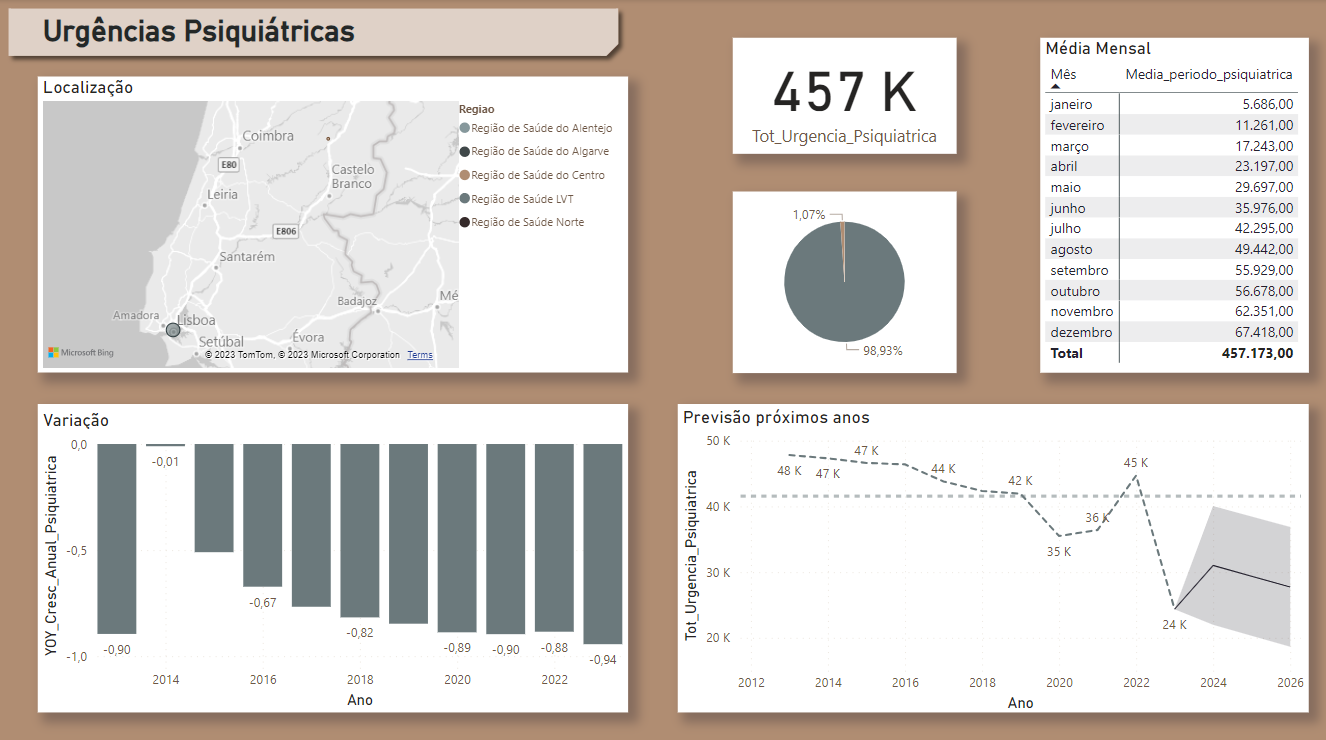 Urgências Psiquiátricas
Localização
Coimbra
E80
Castelo
Branco
Leiria
E806
Santarém
Badajoz
Mé
Amadora
Lisboa
Setúbal
Évora
Microsoft Bing
© 2023 TomTom, © 2023 Microsoft Corporation Terms
Regiao
Região de Saúde do Alentejo
Região de Saúde do Algarve
Região de Saúde do Centro
Região de Saúde LVT
Região de Saúde Norte
457 K
Tot_Urgencia_Psiquiatrica
1,07%
98,93%
Média Mensal
Mês Media_periodo_psiquiatrica
janeiro 5.686,00
fevereiro 11.261,00
março 17.243,00
abril 23.197,00
maio 29.697,00
junho 35.976,00
julho 42.295,00
agosto 49.442,00
setembro 55.929,00
outubro 56.678,00
novembro 62.351,00
dezembro 67.418,00
Total 457.173,00
Variação
YOY_Cresc_Anual_Psiquiatrica
0,0
-0,5
-1,0
-0,90
-0,01
-0,67
-0,82
-0,89
-0,90
-0,88
-0,94
2014 2016 2018 2020 2022
Ano
Previsão próximos anos
Tot_Urgencia_Psiquiatrica
50 K
40 K
30 K
20 K
48 K
47 K
47 K
44 K
42 K
35 K
36 K
45 K
24 K
2012 2014 2016 2018 2020 2022 2024 2026
Ano